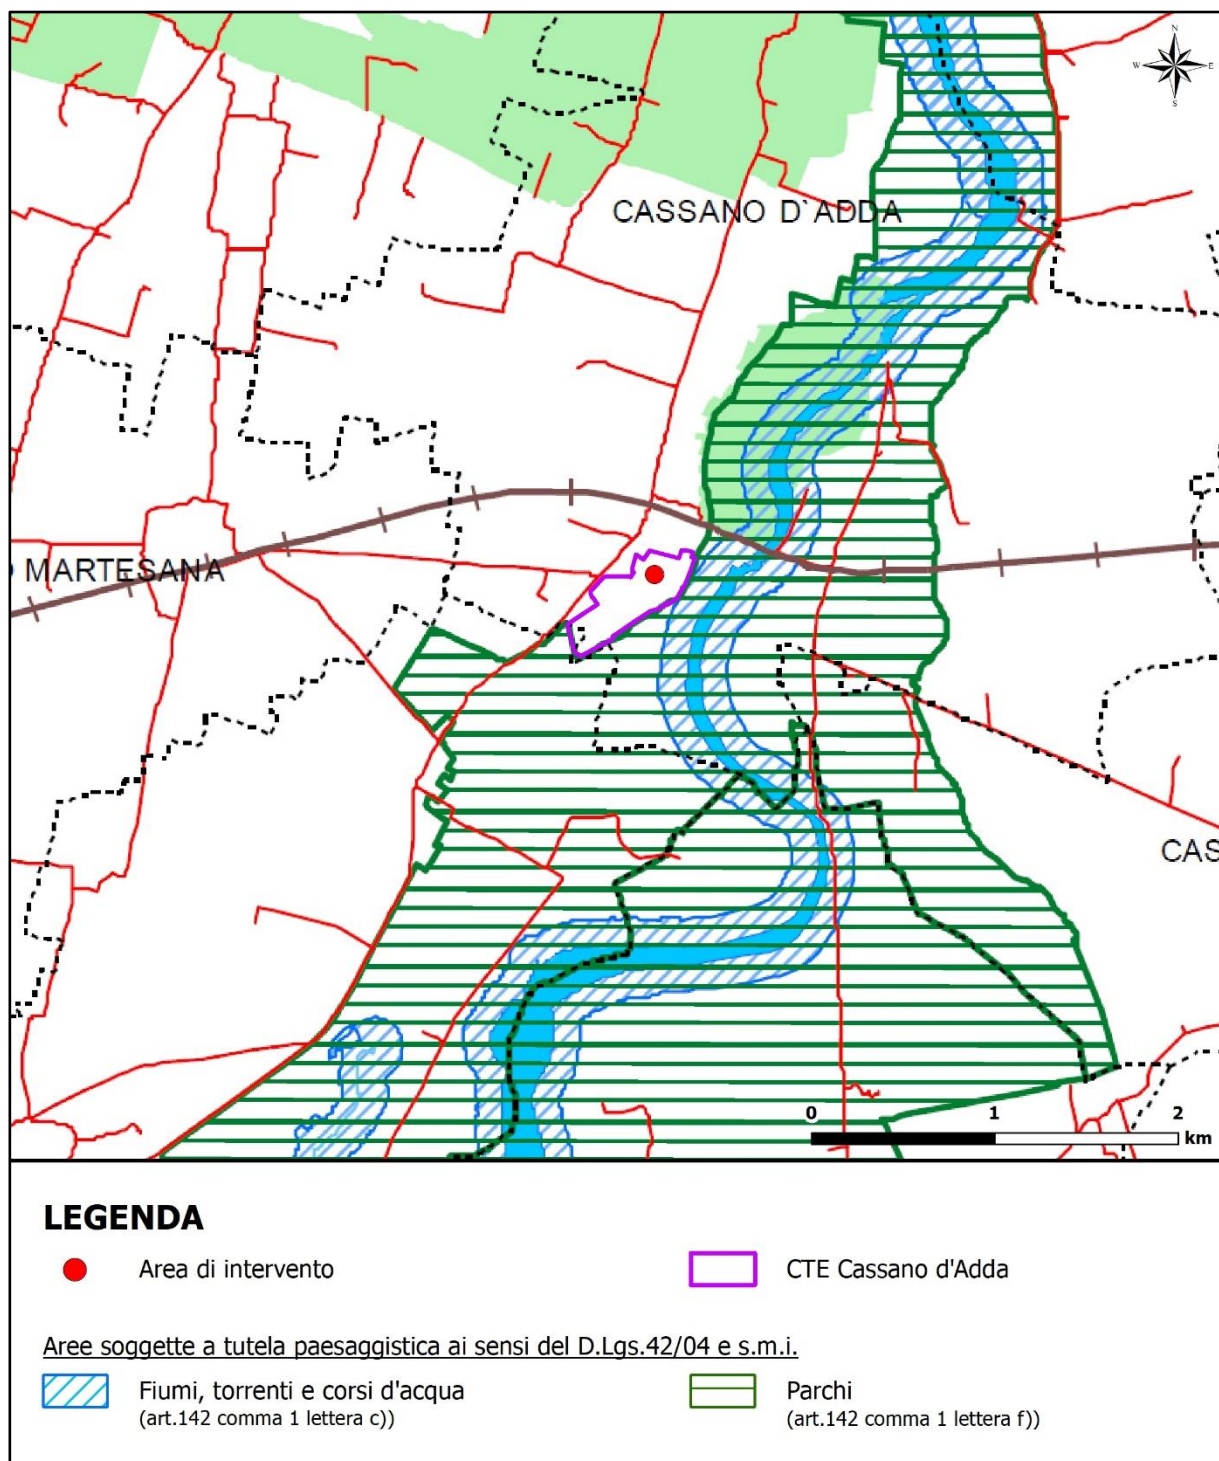 N
W E
S
CASSANO D`ADDA
O MARTESANA
CAS
0 1 2
km
LEGENDA
Area di intervento
CTE Cassano d'Adda
Aree soggette a tutela paesaggistica ai sensi del D.Lgs.42/04 e s.m.i.
Fiumi, torrenti e corsi d'acqua
(art.142 comma 1 lettera c))
Parchi
(art.142 comma 1 lettera f))